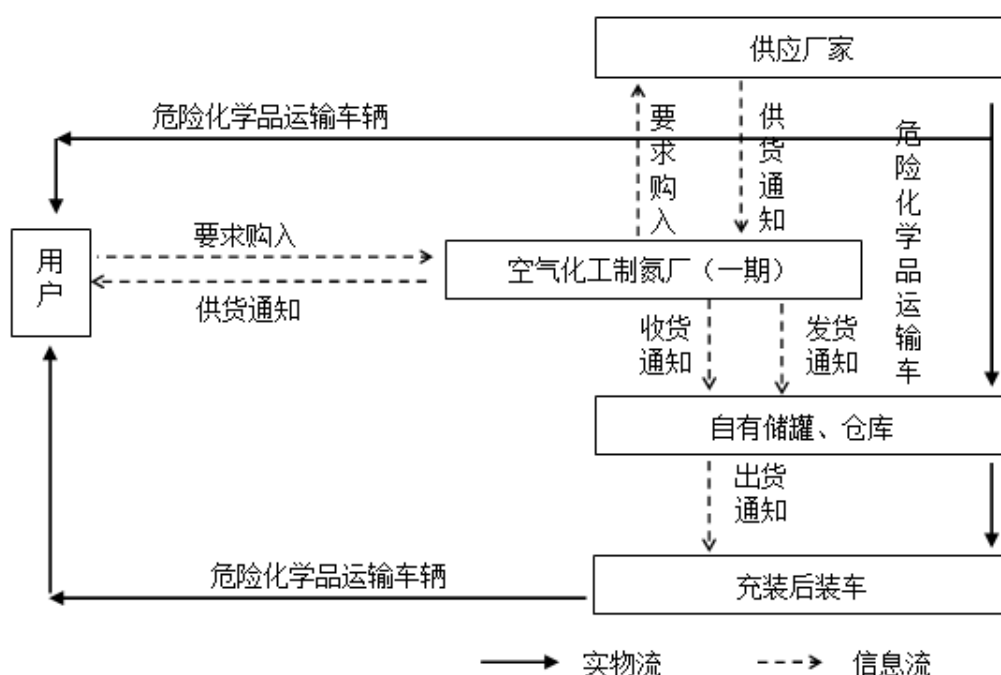 供应厂家
危险化学品运输车辆
要求购入
供货通知
危险化学品运输车
用户
要求购入
供货通知
空气化工制氮厂（一期）
收货
通知
发货
通知
自有储罐、仓库
出货
通知
危险化学品运输车辆
充装后装车
实物流
信息流